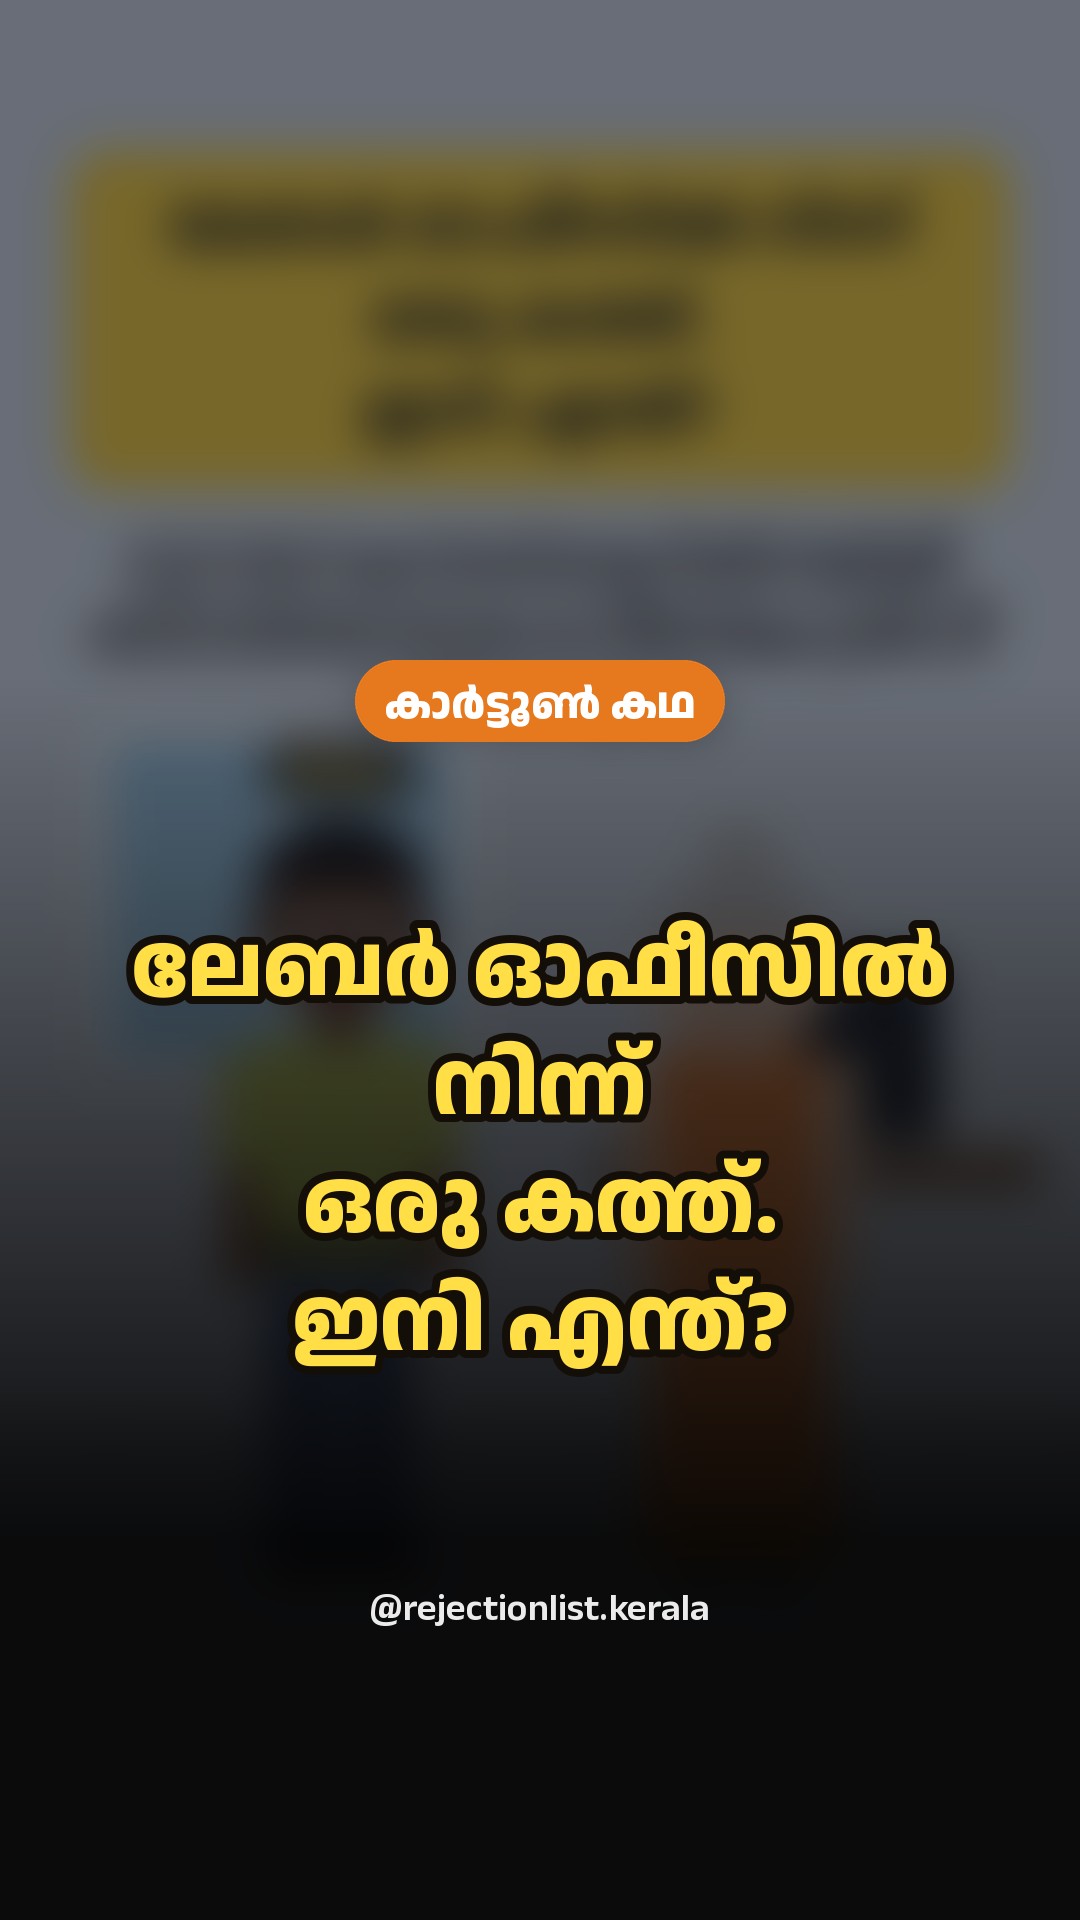 കാർട്ടൂൺ കഥ
ലേബർ ഓഫീസിൽ
നിന്ന്
ഒരു കത്ത്.
ഇനി എന്ത്?
@rejectionlist.kerala